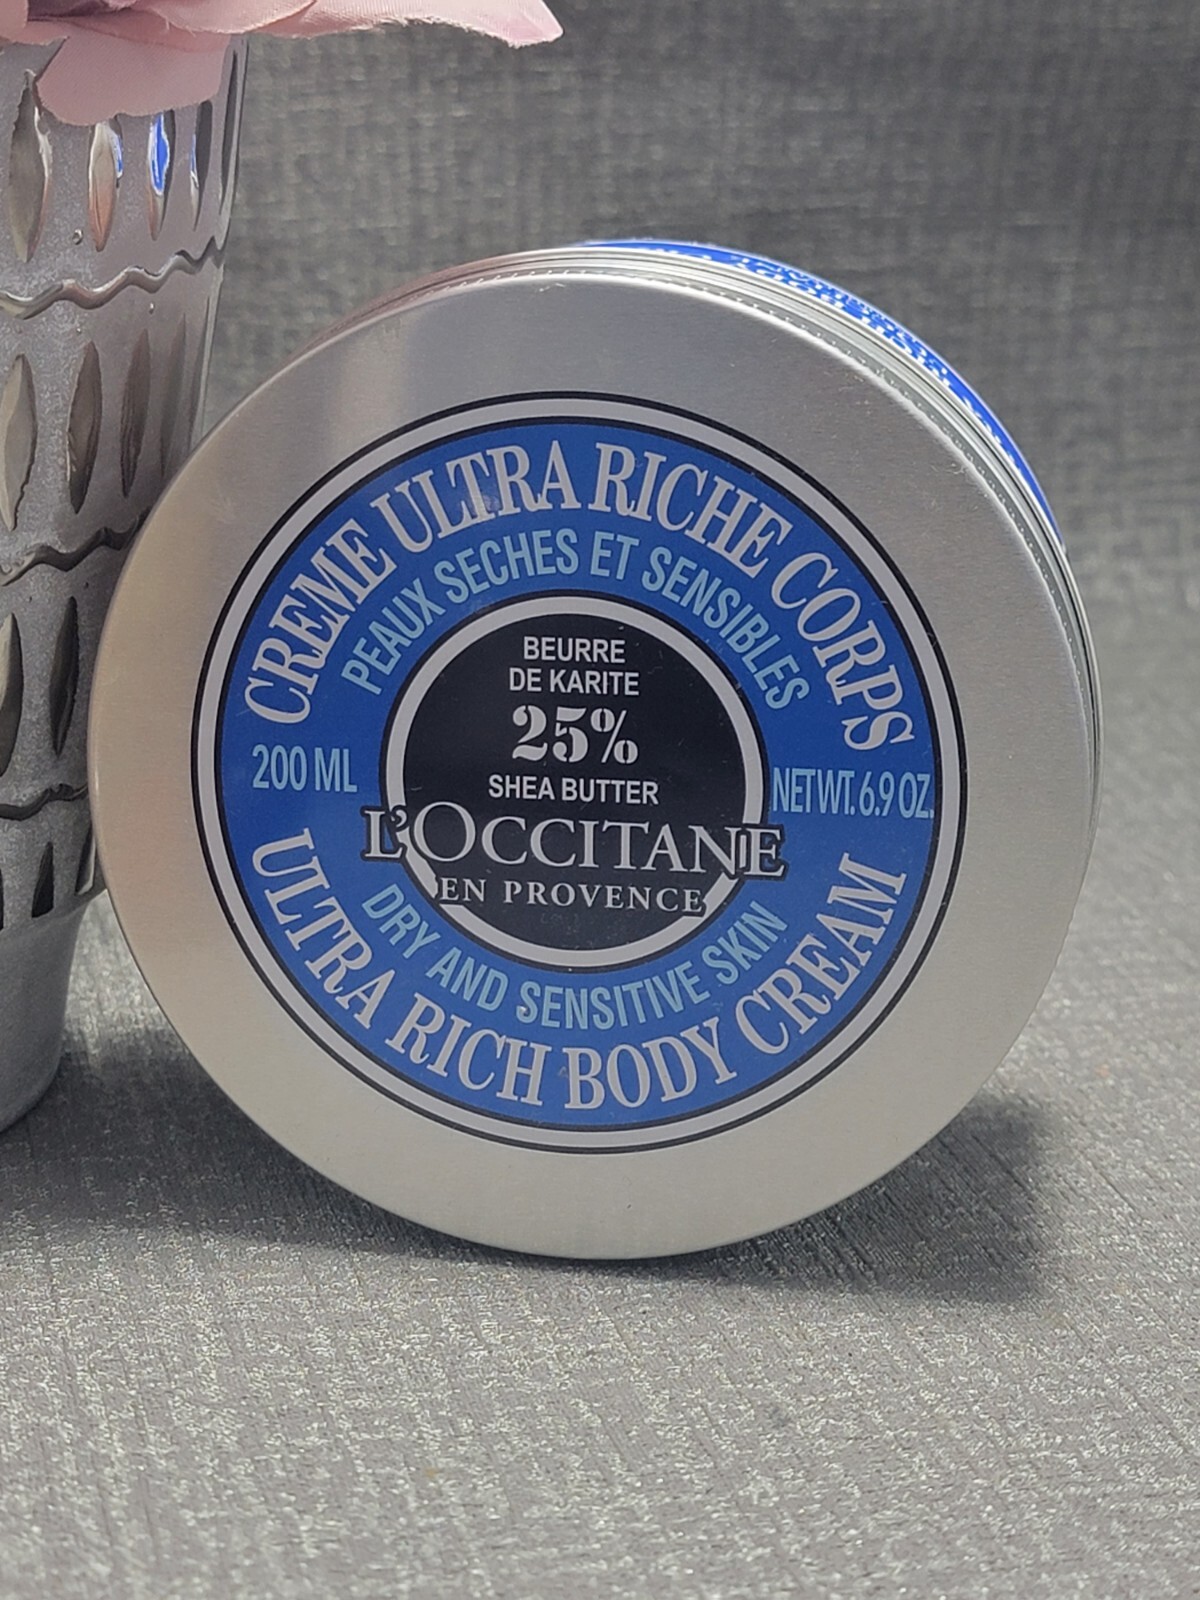 CREME ULTRA RICHE CORPS
PEAUX SECHES ET SENSIBLES
BEURRE
DE KARITE
25%
SHEA BUTTER
200 ML
NET WT. 6.9 OZ.
L'OCCITANE
EN PROVENCE
DRY AND SENSITIVE SKIN
ULTRA RICH BODY CREAM